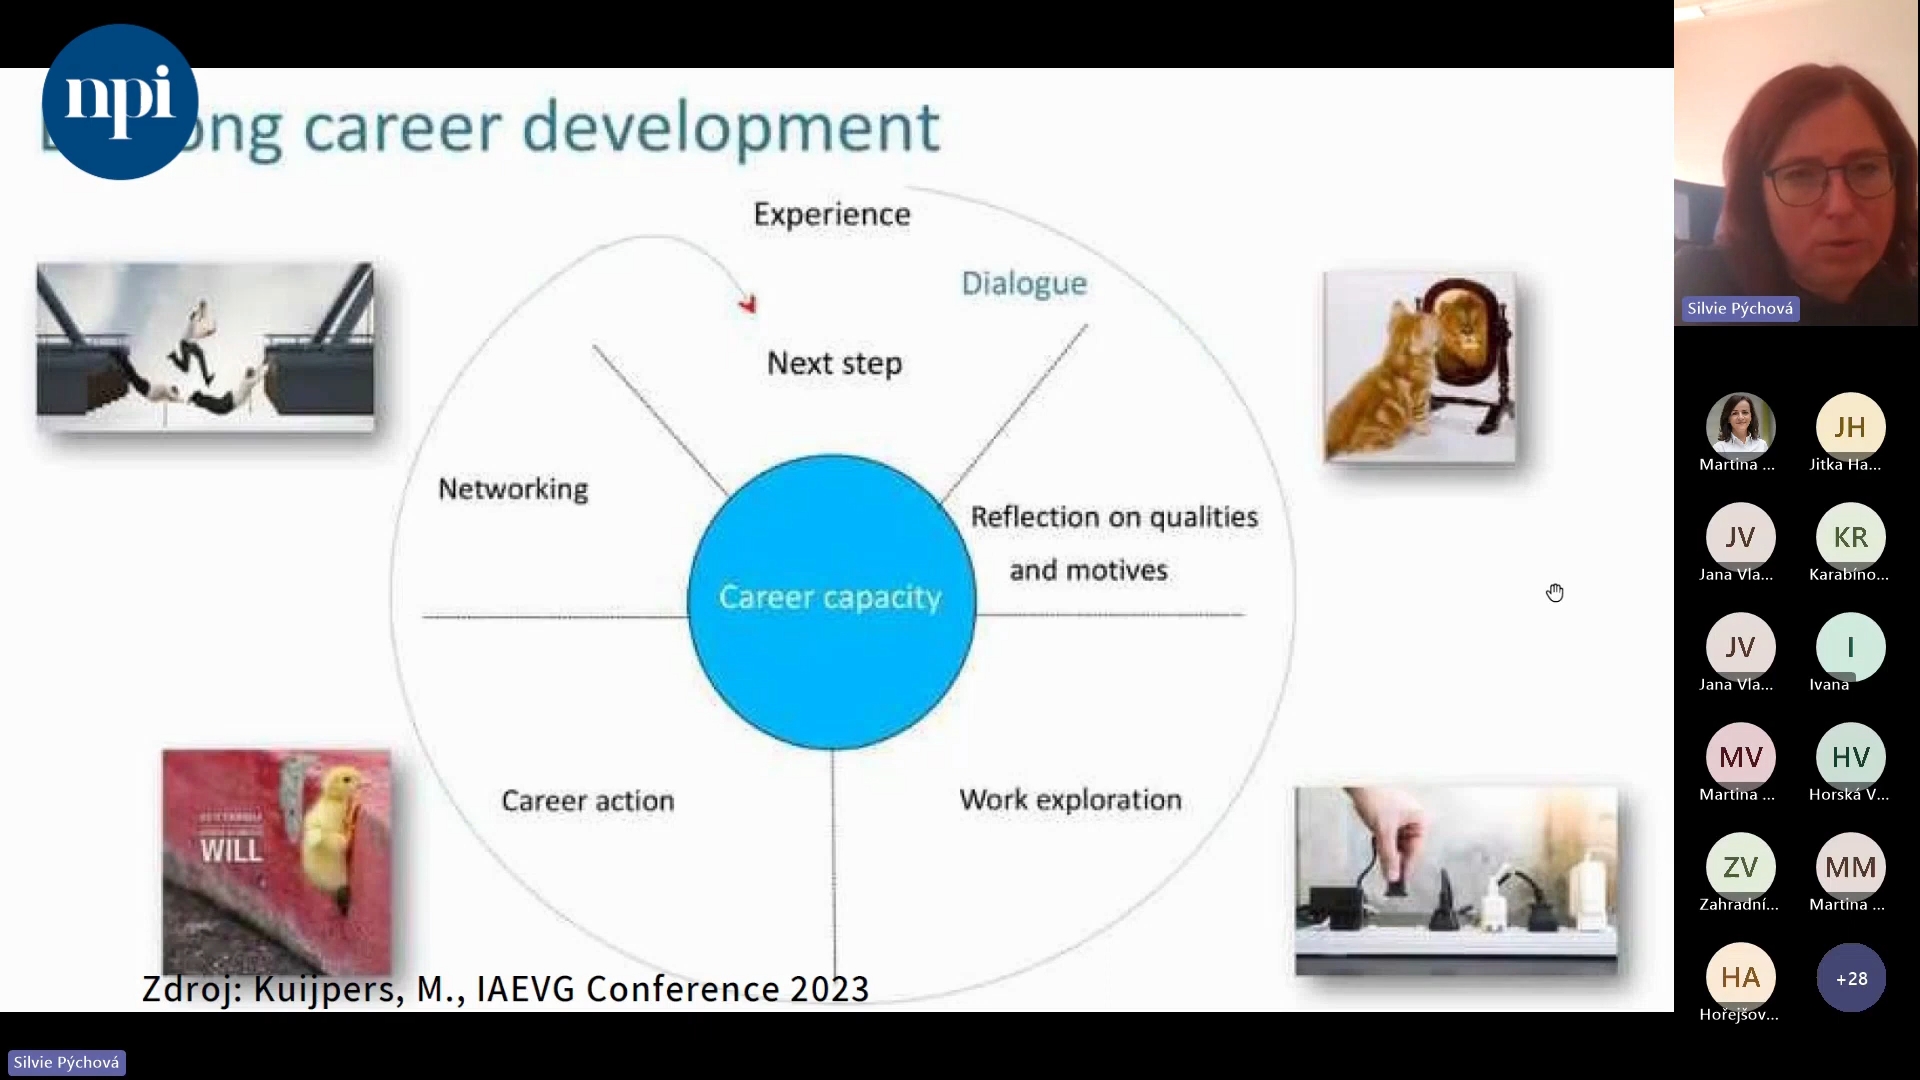 npi
ong career development
Experience
Dialogue
Next step
Networking
Reflection on qualities
and motives
Career capacity
Career action
Work exploration
WILL
Zdroj: Kuijpers, M., IAEVG Conference 2023
Silvie Pýchová
Martina ...
JH
Jitka Ha...
JV
Jana Vla...
KR
Karabíno...
JV
Jana Vla...
I
Ivana
MV
Martina ...
HV
Horská V...
ZV
Zahradní...
MM
Martina ...
HA
Hořejšov...
+28
Silvie Pýchová